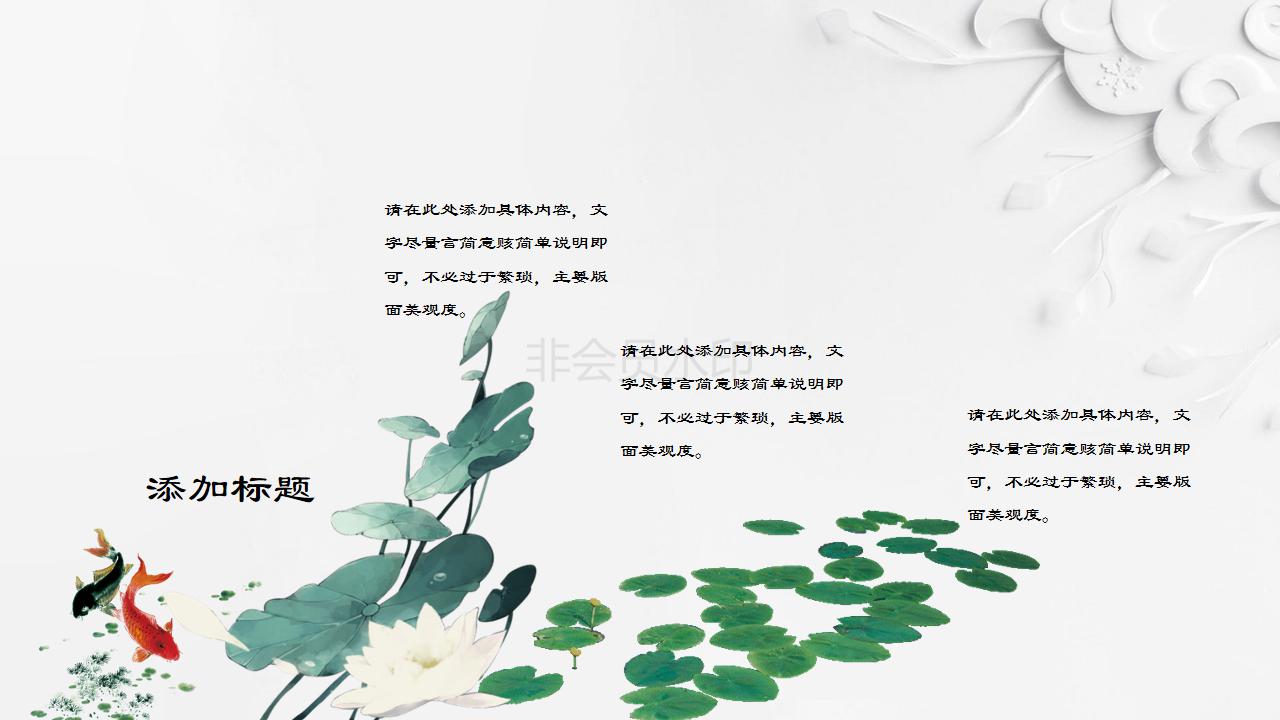 请在此处添加具体内容，文
字尽量言简意赅简单说明即
可，不必过于繁琐，主要版
面美观度。
非会员水印
请在此处添加具体内容，文
字尽量言简意赅简单说明即
可，不必过于繁琐，主要版
面美观度。
请在此处添加具体内容，文
字尽量言简意赅简单说明即
可，不必过于繁琐，主要版
面美观度。
添加标题